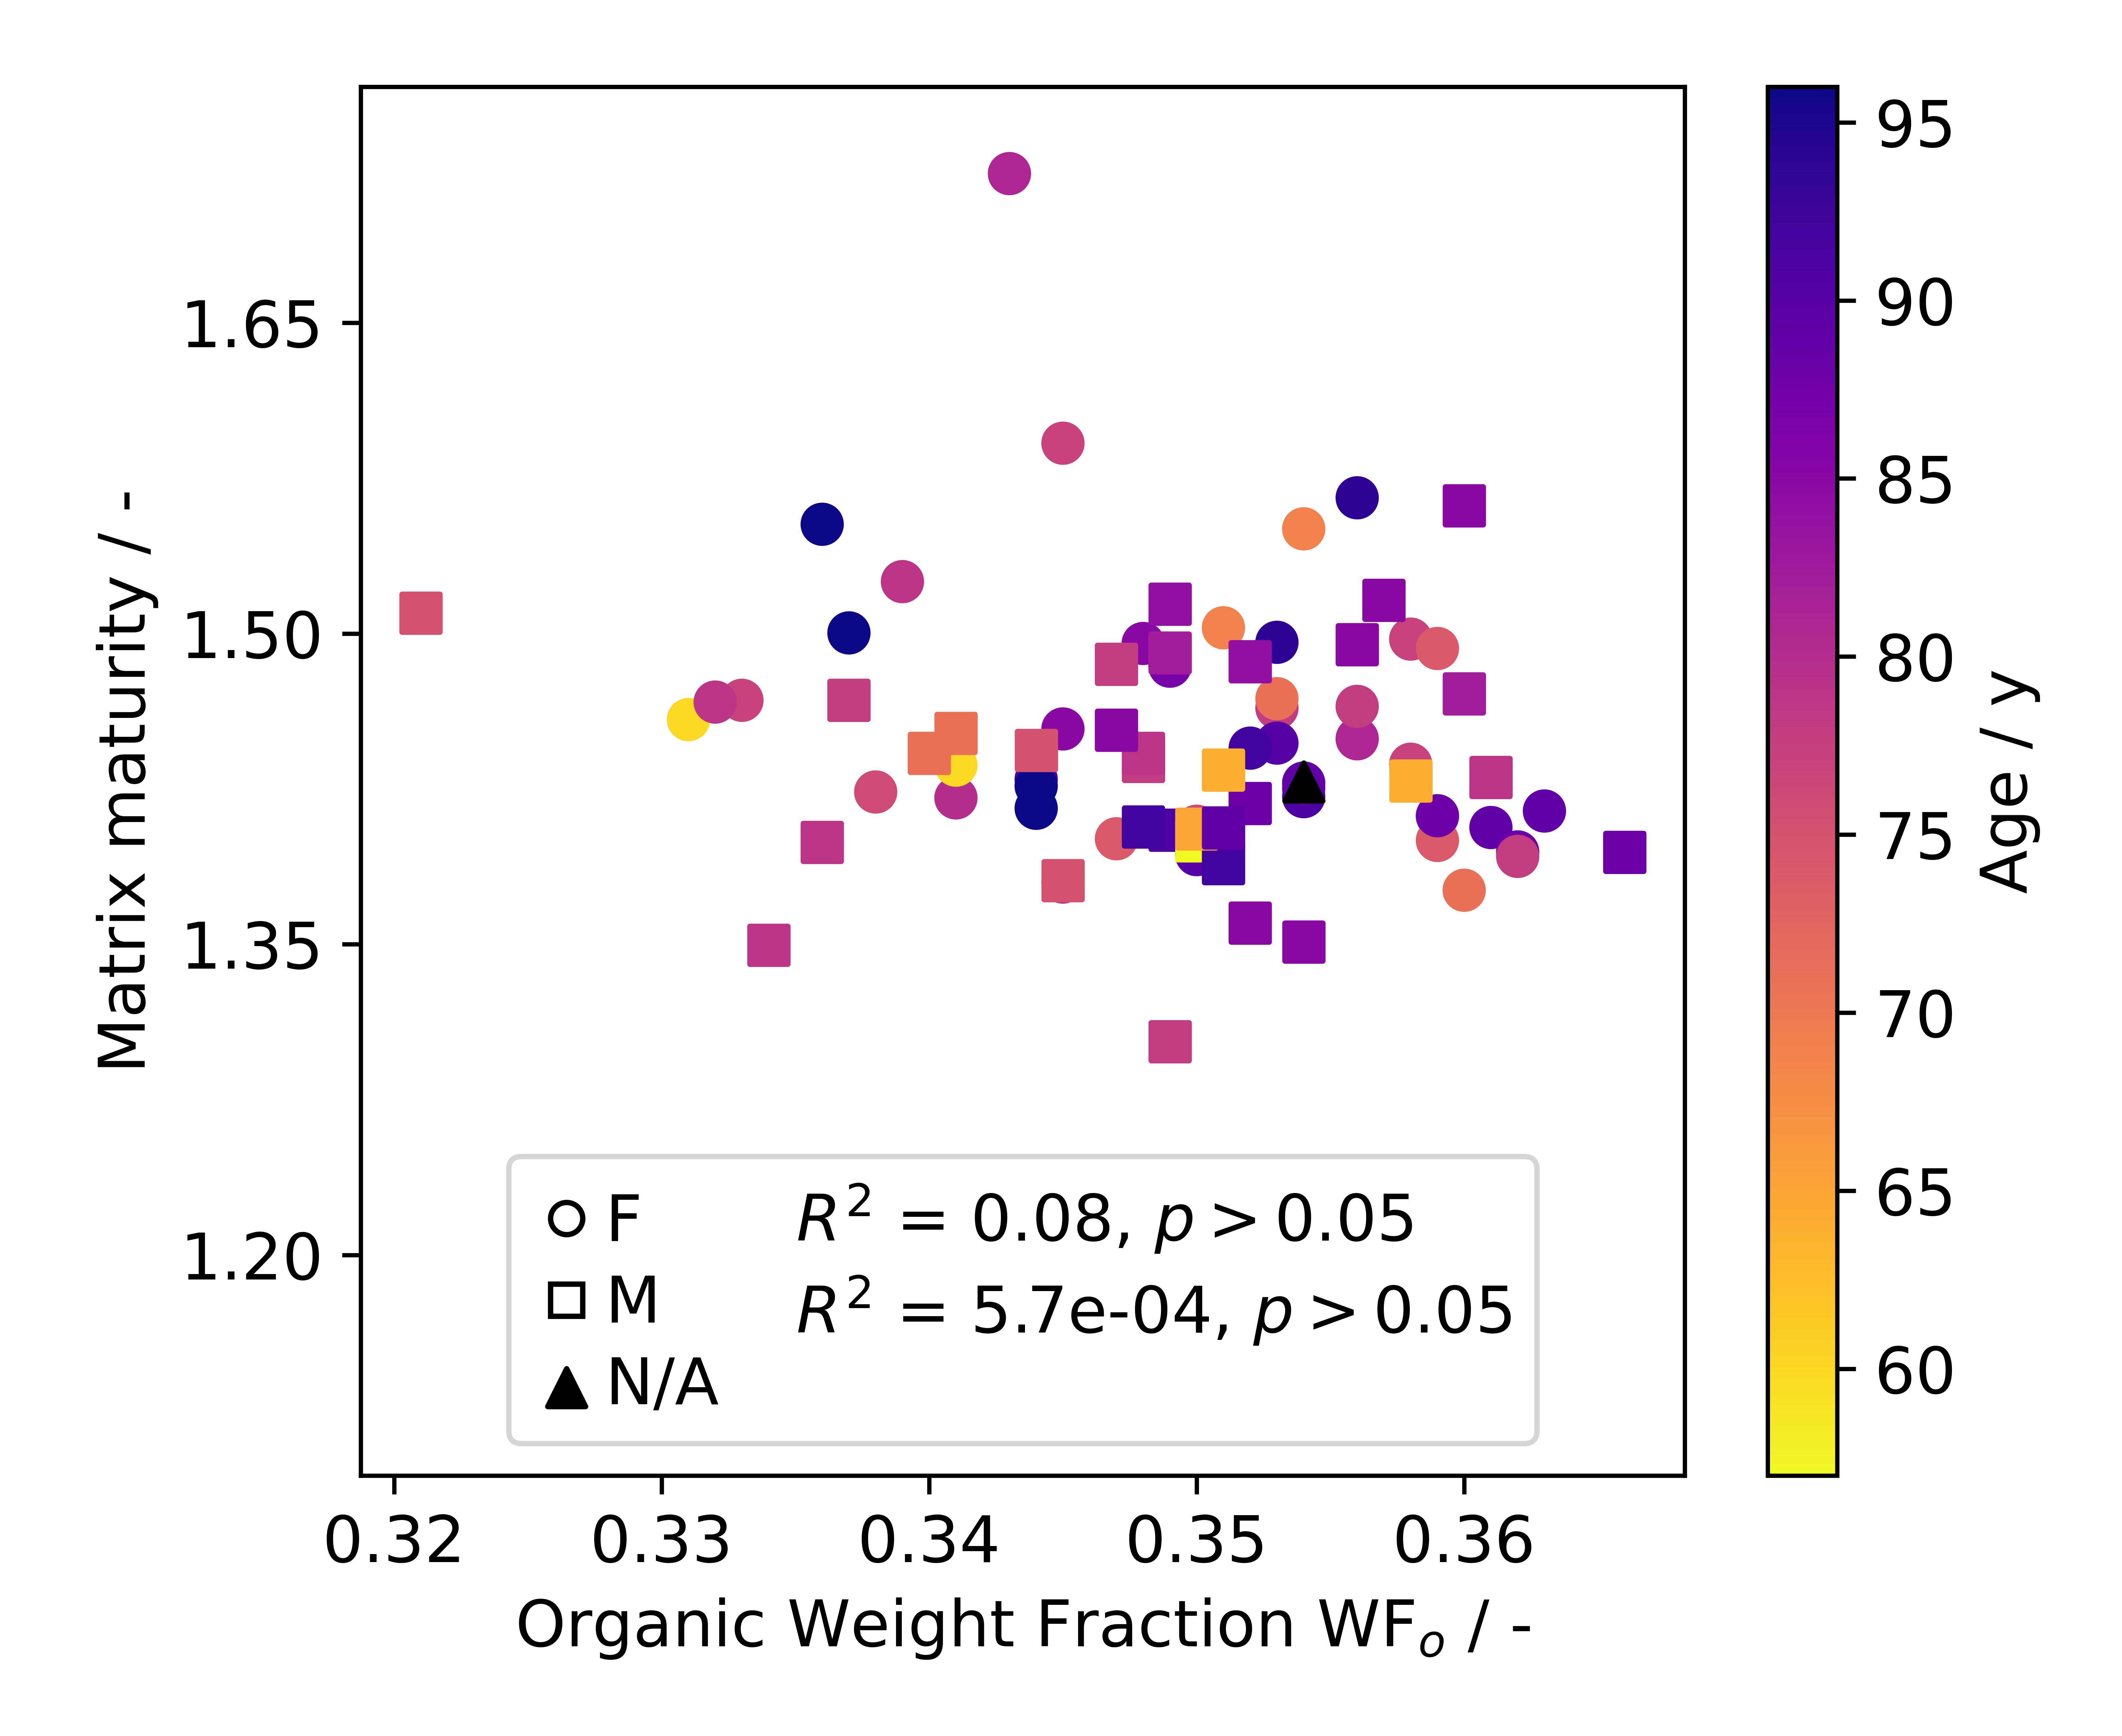 Matrix maturity / -
1.65
1.50
1.35
1.20
F R² = 0.08, p > 0.05
M R² = 5.7e-04, p > 0.05
N/A
0.32 0.33 0.34 0.35 0.36
Organic Weight Fraction WFₒ / -
95
90
85
80
75
70
65
60
Age / y